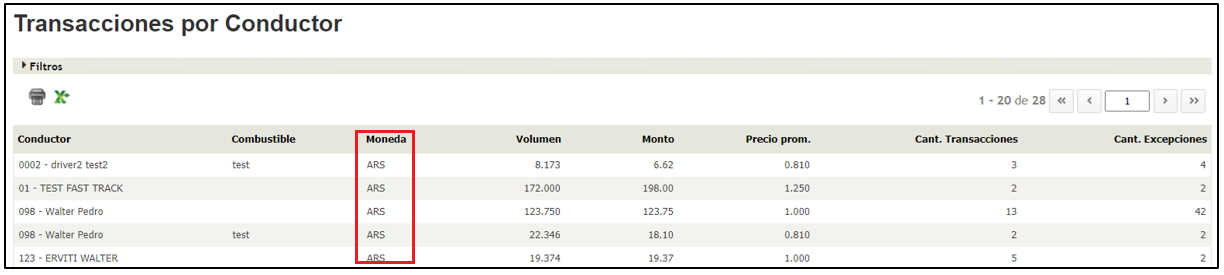 Transacciones por Conductor
Filtros
1 - 20 de 28 « ‹ 1 › »
Conductor Combustible Moneda Volumen Monto Precio prom. Cant. Transacciones Cant. Excepciones
0002 - driver2 test2 test ARS 8.173 6.62 0.810 3 4
01 - TEST FAST TRACK ARS 172.000 198.00 1.250 2 2
098 - Walter Pedro ARS 123.750 123.75 1.000 13 42
098 - Walter Pedro test ARS 22.346 18.10 0.810 2 2
123 - ERVITI WALTER ARS 19.374 19.37 1.000 5 2